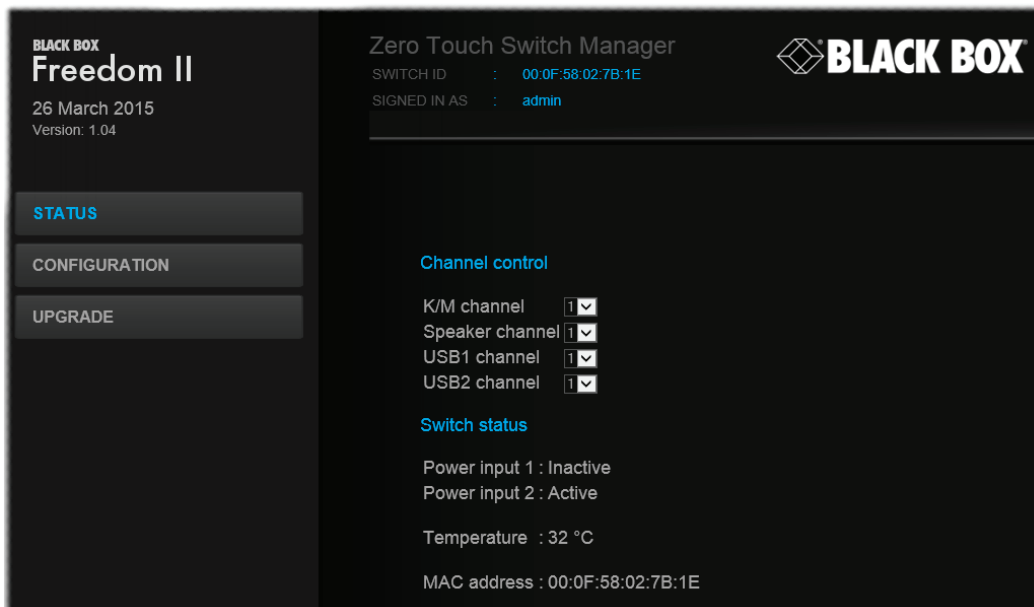 BLACK BOX
Freedom II
26 March 2015
Version: 1.04
STATUS
CONFIGURATION
UPGRADE
Zero Touch Switch Manager
SWITCH ID : 00:0F:58:02:7B:1E
SIGNED IN AS : admin
BLACK BOX
Channel control
K/M channel 1
Speaker channel 1
USB1 channel 1
USB2 channel 1
Switch status
Power input 1 : Inactive
Power input 2 : Active
Temperature : 32 °C
MAC address : 00:0F:58:02:7B:1E